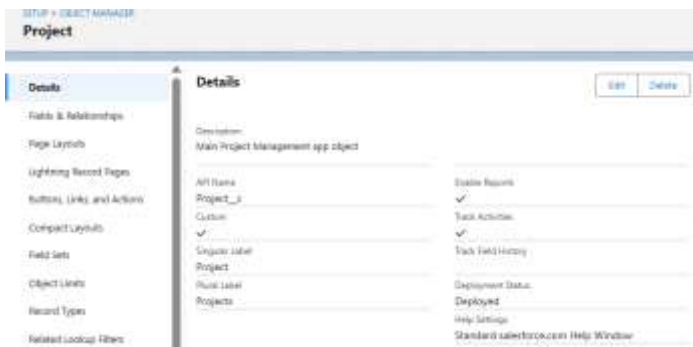 SETUP > OBJECT MANAGER
Project
Details
Fields & Relationships
Page Layouts
Lightning Record Pages
Buttons, Links, and Actions
Compact Layouts
Field Sets
Object Limits
Record Types
Related Lookup Filters
Details
Edit
Delete
Description
Main Project Management app object
API Name
Project__c
Custom
Singular Label
Project
Plural Label
Projects
Enable Reports
Track Activities
Track Field History
Deployment Status
Deployed
Help Settings
Standard salesforce.com Help Window